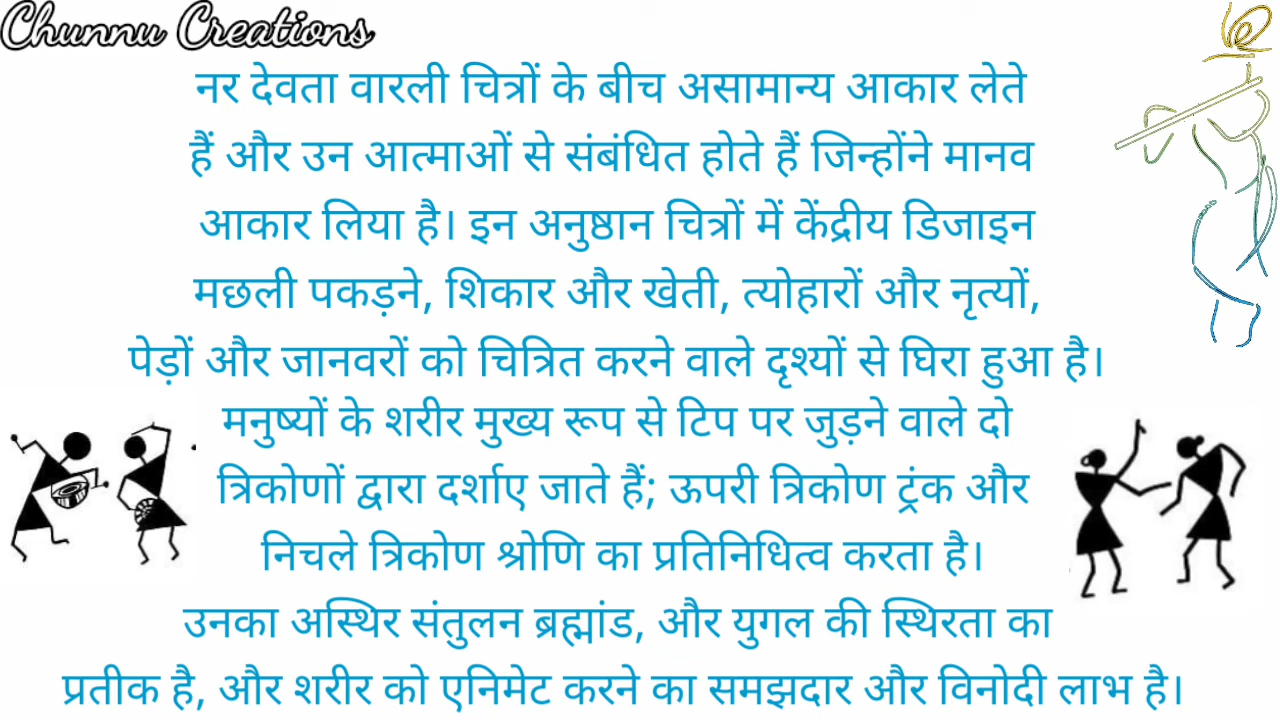 Chunnu Creations
नर देवता वारली चित्रों के बीच असामान्य आकार लेते
हैं और उन आत्माओं से संबंधित होते हैं जिन्होंने मानव
आकार लिया है। इन अनुष्ठान चित्रों में केंद्रीय डिजाइन
मछली पकड़ने, शिकार और खेती, त्योहारों और नृत्यों,
पेड़ों और जानवरों को चित्रित करने वाले दृश्यों से घिरा हुआ है।
मनुष्यों के शरीर मुख्य रूप से टिप पर जुड़ने वाले दो
त्रिकोणों द्वारा दर्शाए जाते हैं; ऊपरी त्रिकोण ट्रंक और
निचले त्रिकोण श्रोणि का प्रतिनिधित्व करता है।
उनका अस्थिर संतुलन ब्रह्मांड, और युगल की स्थिरता का
प्रतीक है, और शरीर को एनिमेट करने का समझदार और विनोदी लाभ है।